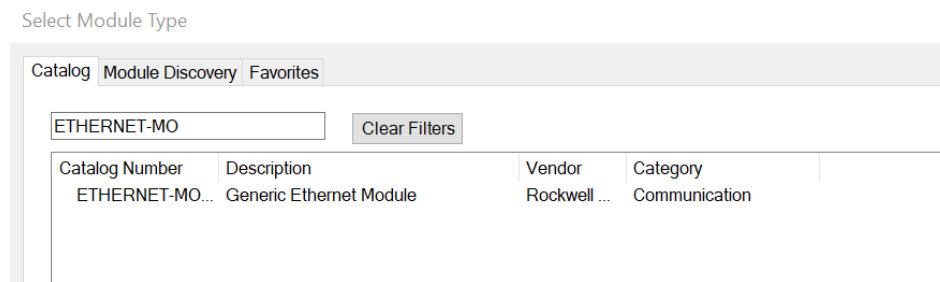 Select Module Type
Catalog Module Discovery Favorites
ETHERNET-MO Clear Filters
Catalog Number Description Vendor Category
ETHERNET-MO... Generic Ethernet Module Rockwell ... Communication